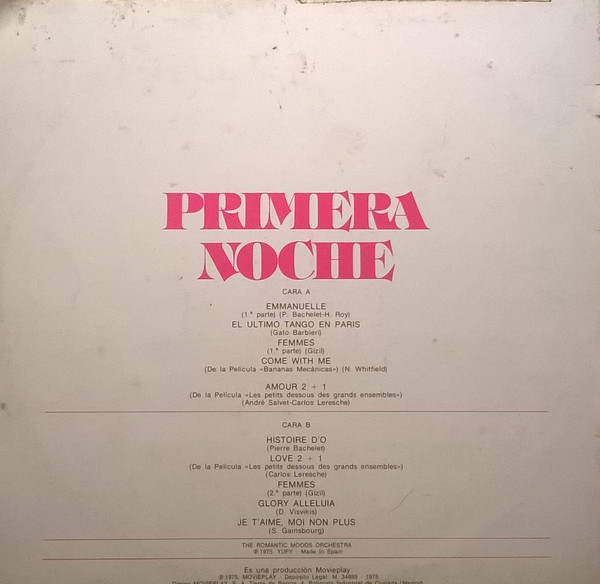 PRIMERA
NOCHE
CARA A
EMMANUELLE
(1.ª parte) (P. Bachelet-H. Roy)
EL ULTIMO TANGO EN PARIS
(Gato Barbieri)
FEMMES
(1.ª parte) (Gizil)
COME WITH ME
(De la Película «Bananas Mecánicas») (N. Whitfield)
AMOUR 2 + 1
(De la Película «Les petits dessous des grands ensembles»)
(André Salvet-Carlos Leresche)
CARA B
HISTOIRE D'O
(Pierre Bachelet)
LOVE 2 + 1
(De la Película «Les petits dessous des grands ensembles»)
(Carlos Leresche)
FEMMES
(2.ª parte) (Gizil)
GLORY ALLELUIA
(D. Visvikis)
JE T'AIME, MOI NON PLUS
(S. Gainsbourg)
THE ROMANTIC MOODS ORCHESTRA
℗ 1975, YUPY - Made In Spain
Es una producción Movieplay
℗ 1975, MOVIEPLAY - Depósito Legal: M. 34899 - 1975
MOVIEPLAY, S. A.